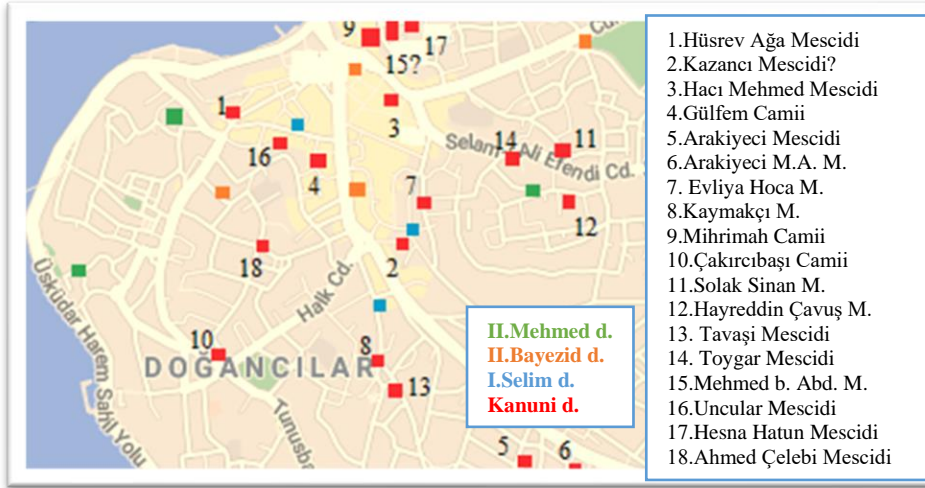 9
17
15?
Cu
1
3
14
11
Selam
Ali Efendi Cd.
16
4
7
12
18
2
Üsküdar Harem Sahil Yolu
Halk Cd.
10
8
DOĞANCILAR
13
Tunusba
5
6
II.Mehmed d.
II.Bayezid d.
I.Selim d.
Kanuni d.
1.Hüsrev Ağa Mescidi
2.Kazancı Mescidi?
3.Hacı Mehmed Mescidi
4.Gülfem Camii
5.Arakiyeci Mescidi
6.Arakiyeci M.A. M.
7. Evliya Hoca M.
8.Kaymakçı M.
9.Mihrimah Camii
10.Çakırcıbaşı Camii
11.Solak Sinan M.
12.Hayreddin Çavuş M.
13. Tavaşi Mescidi
14. Toygar Mescidi
15.Mehmed b. Abd. M.
16.Uncular Mescidi
17.Hesna Hatun Mescidi
18.Ahmed Çelebi Mescidi